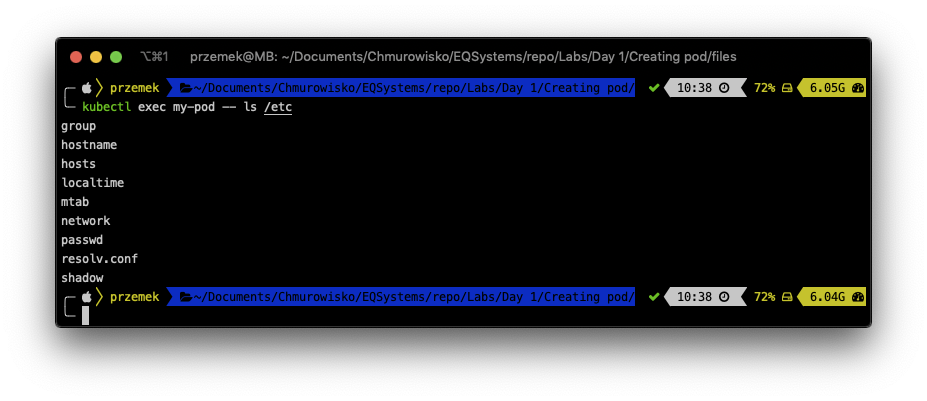 ⌥⌘1 przemek@MB: ~/Documents/Chmurowisko/EQSystems/repo/Labs/Day 1/Creating pod/files
przemek ~/Documents/Chmurowisko/EQSystems/repo/Labs/Day 1/Creating pod/ ✔ 10:38 72% 6.05G
kubectl exec my-pod -- ls /etc
group
hostname
hosts
localtime
mtab
network
passwd
resolv.conf
shadow
przemek ~/Documents/Chmurowisko/EQSystems/repo/Labs/Day 1/Creating pod/ ✔ 10:38 72% 6.04G